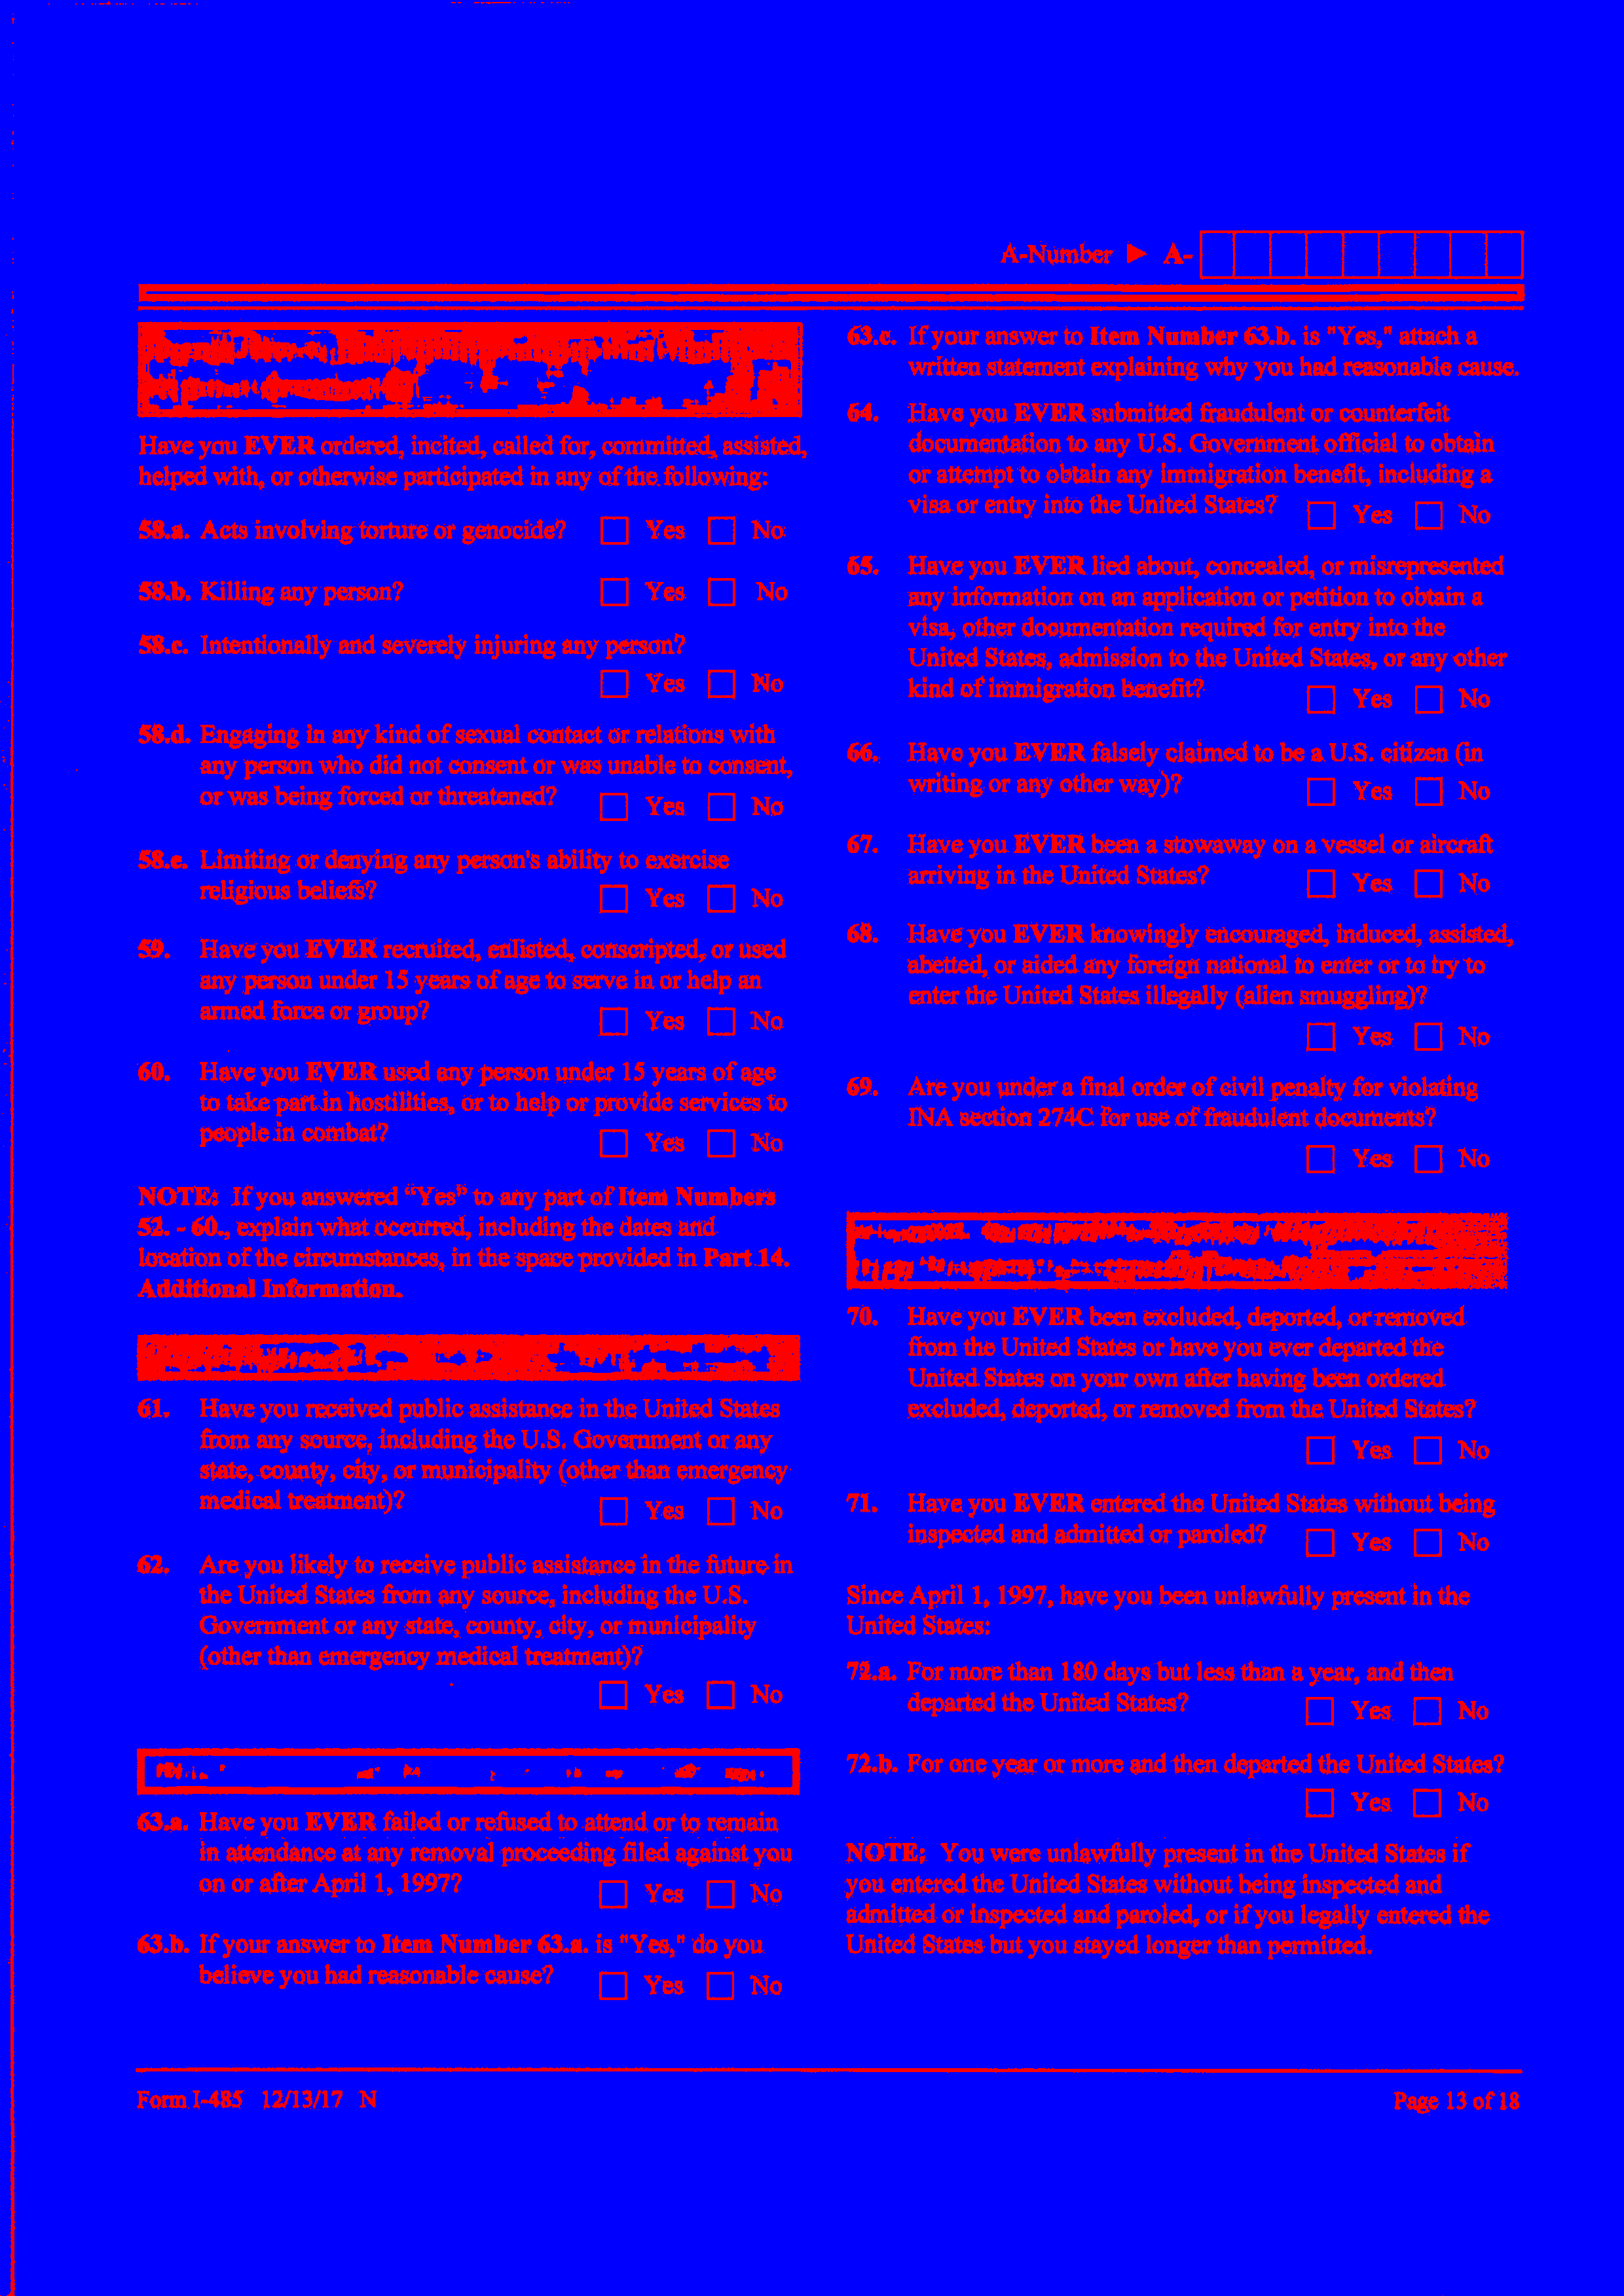 A-Number ► A-
Have you EVER ordered, incited, called for, committed, assisted,
helped with, or otherwise participated in any of the following:
58.a. Acts involving torture or genocide? Yes No
58.b. Killing any person? Yes No
58.c. Intentionally and severely injuring any person?
Yes No
58.d. Engaging in any kind of sexual contact or relations with
any person who did not consent or was unable to consent,
or was being forced or threatened? Yes No
58.e. Limiting or denying any person's ability to exercise
religious beliefs? Yes No
59. Have you EVER recruited, enlisted, conscripted, or used
any person under 15 years of age to serve in or help an
armed force or group? Yes No
60. Have you EVER used any person under 15 years of age
to take part in hostilities, or to help or provide services to
people in combat? Yes No
NOTE: If you answered “Yes” to any part of Item Numbers
52. - 60., explain what occurred, including the dates and
location of the circumstances, in the space provided in Part 14.
Additional Information.
61. Have you received public assistance in the United States
from any source, including the U.S. Government or any
state, county, city, or municipality (other than emergency
medical treatment)? Yes No
62. Are you likely to receive public assistance in the future in
the United States from any source, including the U.S.
Government or any state, county, city, or municipality
(other than emergency medical treatment)?
Yes No
63.a. Have you EVER failed or refused to attend or to remain
in attendance at any removal proceeding filed against you
on or after April 1, 1997? Yes No
63.b. If your answer to Item Number 63.a. is "Yes," do you
believe you had reasonable cause? Yes No
63.c. If your answer to Item Number 63.b. is "Yes," attach a
written statement explaining why you had reasonable cause.
64. Have you EVER submitted fraudulent or counterfeit
documentation to any U.S. Government official to obtain
or attempt to obtain any immigration benefit, including a
visa or entry into the United States? Yes No
65. Have you EVER lied about, concealed, or misrepresented
any information on an application or petition to obtain a
visa, other documentation required for entry into the
United States, admission to the United States, or any other
kind of immigration benefit? Yes No
66. Have you EVER falsely claimed to be a U.S. citizen (in
writing or any other way)? Yes No
67. Have you EVER been a stowaway on a vessel or aircraft
arriving in the United States? Yes No
68. Have you EVER knowingly encouraged, induced, assisted,
abetted, or aided any foreign national to enter or to try to
enter the United States illegally (alien smuggling)?
Yes No
69. Are you under a final order of civil penalty for violating
INA section 274C for use of fraudulent documents?
Yes No
70. Have you EVER been excluded, deported, or removed
from the United States or have you ever departed the
United States on your own after having been ordered
excluded, deported, or removed from the United States?
Yes No
71. Have you EVER entered the United States without being
inspected and admitted or paroled? Yes No
Since April 1, 1997, have you been unlawfully present in the
United States:
72.a. For more than 180 days but less than a year, and then
departed the United States? Yes No
72.b. For one year or more and then departed the United States?
Yes No
NOTE: You were unlawfully present in the United States if
you entered the United States without being inspected and
admitted or inspected and paroled, or if you legally entered the
United States but you stayed longer than permitted.
Form I-485 12/13/17 N
Page 13 of 18